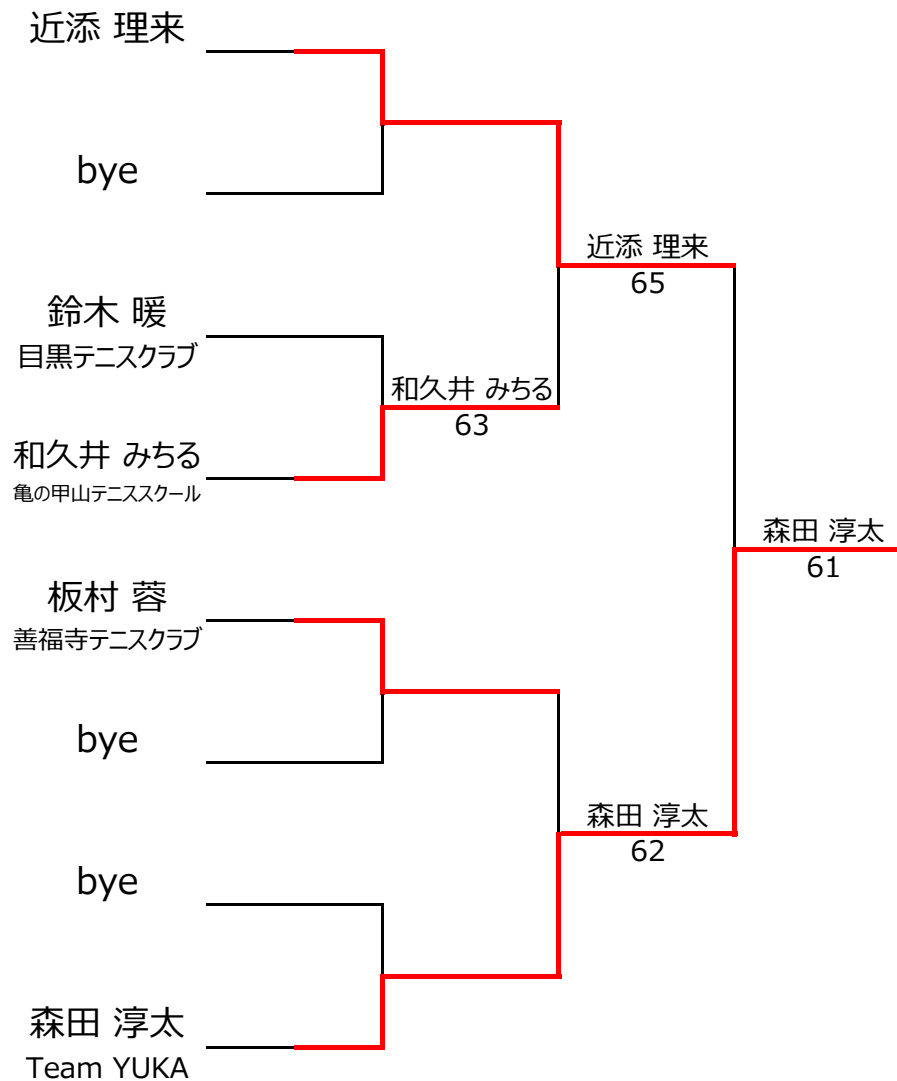 近添 理来
bye
近添 理来
65
鈴木 暖
目黒テニスクラブ
和久井 みちる
63
和久井 みちる
亀の甲山テニススクール
森田 淳太
61
板村 蓉
善福寺テニスクラブ
bye
森田 淳太
62
bye
森田 淳太
Team YUKA